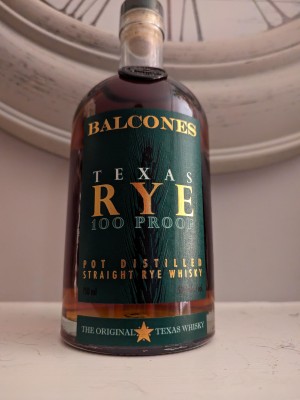 BALCONES
TEXAS
RYE
100 PROOF
POT DISTILLED
STRAIGHT RYE WHISKY
THE ORIGINAL TEXAS WHISKY